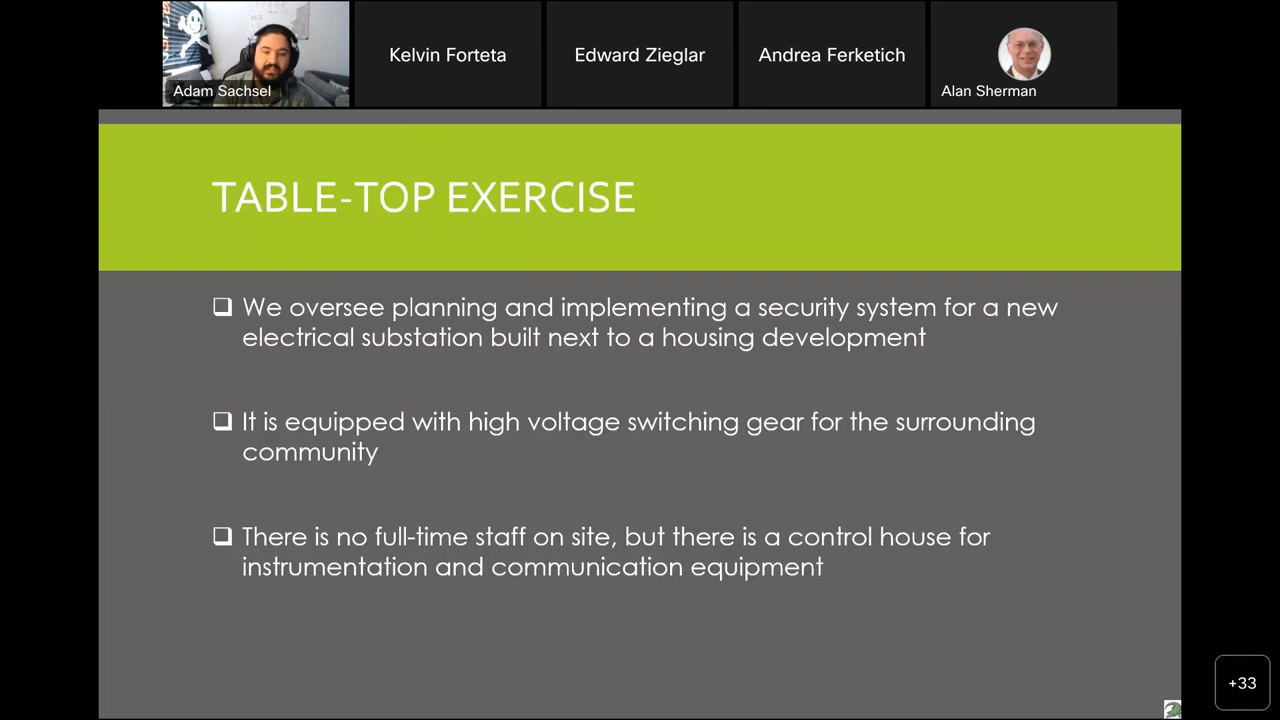 Adam Sachsel
Kelvin Forteta
Edward Zieglar
Andrea Ferketich
Alan Sherman
TABLE-TOP EXERCISE
We oversee planning and implementing a security system for a new
electrical substation built next to a housing development
It is equipped with high voltage switching gear for the surrounding
community
There is no full-time staff on site, but there is a control house for
instrumentation and communication equipment
+33